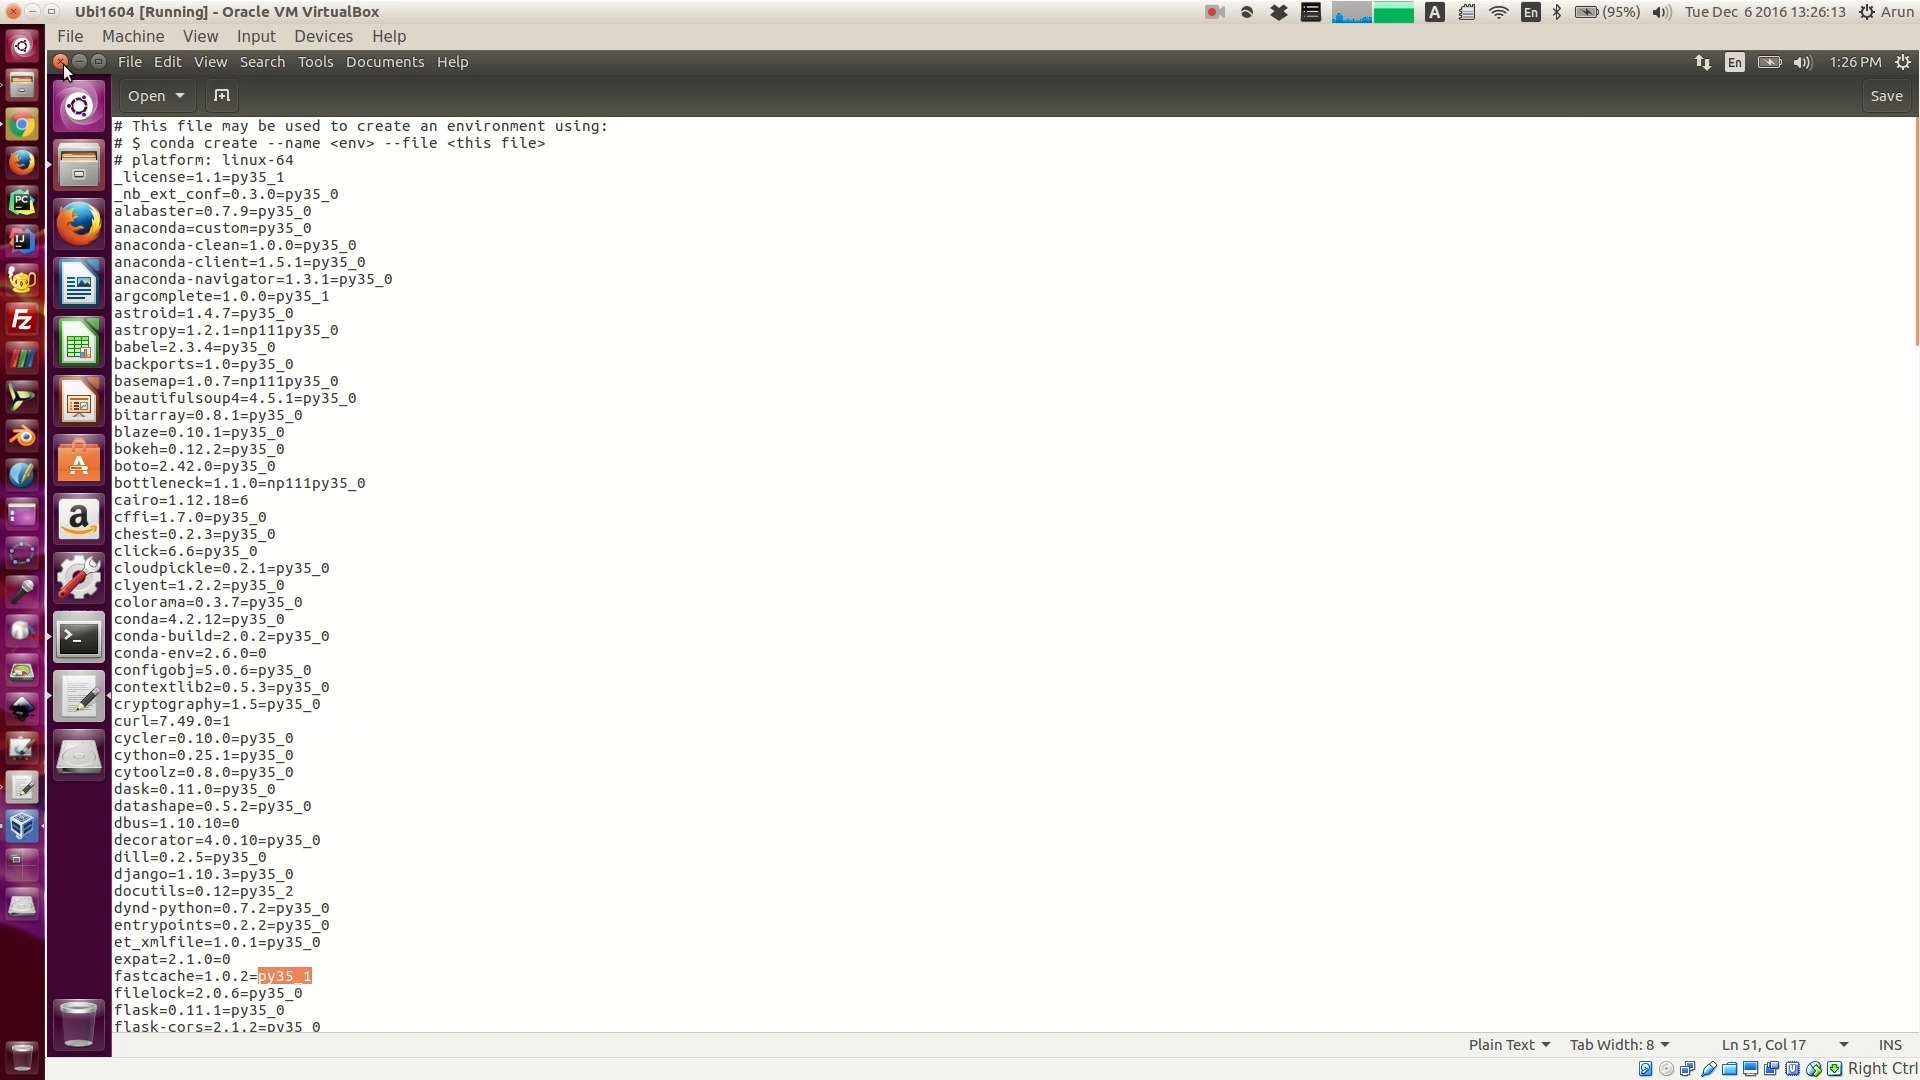 Ubi1604 [Running] - Oracle VM VirtualBox
En (95%) Tue Dec 6 2016 13:26:13 Arun
File Machine View Input Devices Help
File Edit View Search Tools Documents Help
En 1:26 PM
Open Save
# This file may be used to create an environment using:
# $ conda create --name <env> --file <this file>
# platform: linux-64
_license=1.1=py35_1
_nb_ext_conf=0.3.0=py35_0
alabaster=0.7.9=py35_0
anaconda=custom=py35_0
anaconda-clean=1.0.0=py35_0
anaconda-client=1.5.1=py35_0
anaconda-navigator=1.3.1=py35_0
argcomplete=1.0.0=py35_1
astroid=1.4.7=py35_0
astropy=1.2.1=np111py35_0
babel=2.3.4=py35_0
backports=1.0=py35_0
basemap=1.0.7=np111py35_0
beautifulsoup4=4.5.1=py35_0
bitarray=0.8.1=py35_0
blaze=0.10.1=py35_0
bokeh=0.12.2=py35_0
boto=2.42.0=py35_0
bottleneck=1.1.0=np111py35_0
cairo=1.12.18=6
cffi=1.7.0=py35_0
chest=0.2.3=py35_0
click=6.6=py35_0
cloudpickle=0.2.1=py35_0
clyent=1.2.2=py35_0
colorama=0.3.7=py35_0
conda=4.2.12=py35_0
conda-build=2.0.2=py35_0
conda-env=2.6.0=0
configobj=5.0.6=py35_0
contextlib2=0.5.3=py35_0
cryptography=1.5=py35_0
curl=7.49.0=1
cycler=0.10.0=py35_0
cython=0.25.1=py35_0
cytoolz=0.8.0=py35_0
dask=0.11.0=py35_0
datashape=0.5.2=py35_0
dbus=1.10.10=0
decorator=4.0.10=py35_0
dill=0.2.5=py35_0
django=1.10.3=py35_0
docutils=0.12=py35_2
dynd-python=0.7.2=py35_0
entrypoints=0.2.2=py35_0
et_xmlfile=1.0.1=py35_0
expat=2.1.0=0
fastcache=1.0.2=py35_1
filelock=2.0.6=py35_0
flask=0.11.1=py35_0
flask-cors=2.1.2=py35_0
Plain Text Tab Width: 8 Ln 51, Col 17 INS
Right Ctrl